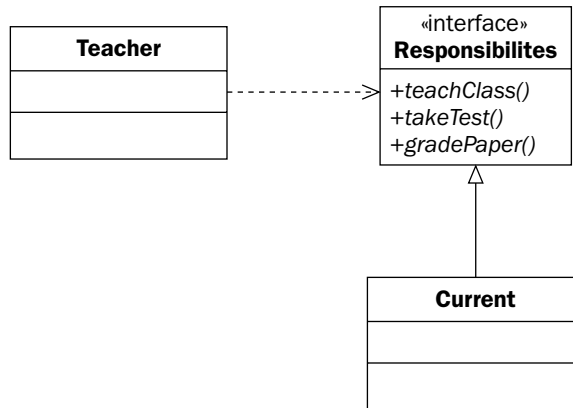 Teacher
«interface»
Responsibilites
+teachClass()
+takeTest()
+gradePaper()
Current